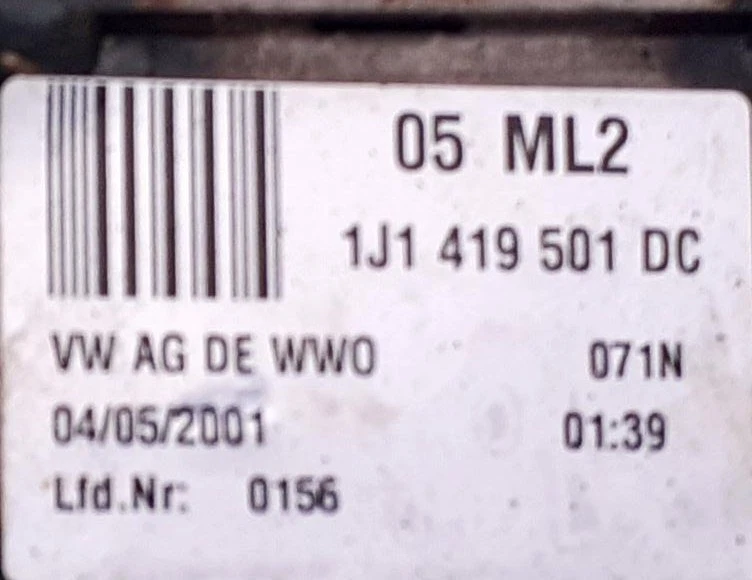 05 ML2
1J1 419 501 DC
VW AG DE WWO 071N
04/05/2001 01:39
Lfd.Nr: 0156